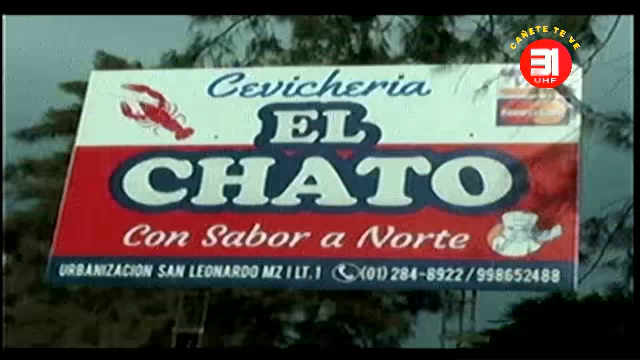 CAÑETE TE VE
31
UHF
Cevicheria
EL
CHATO
Con Sabor a Norte
URBANIZACION SAN LEONARDO MZ I LT. 1 (01) 284-8922 / 998652488